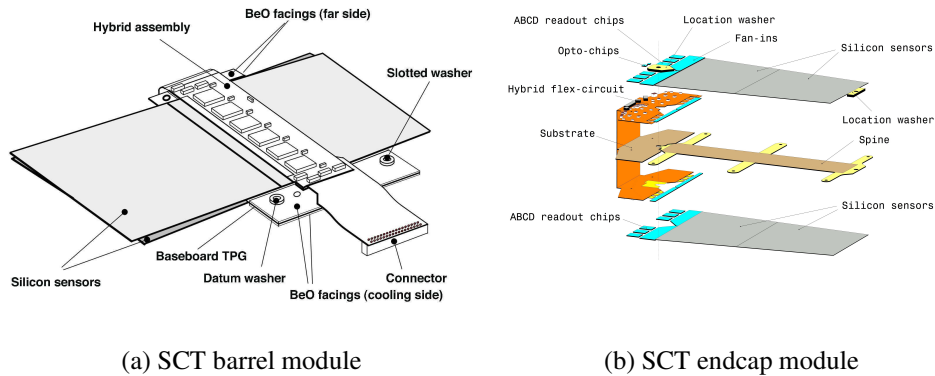 BeO facings (far side)
Hybrid assembly
Slotted washer
Baseboard TPG
Silicon sensors
Datum washer
Connector
BeO facings (cooling side)
(a) SCT barrel module
ABCD readout chips
Location washer
Fan-ins
Opto-chips
Silicon sensors
Hybrid flex-circuit
Location washer
Substrate
Spine
ABCD readout chips
Silicon sensors
(b) SCT endcap module